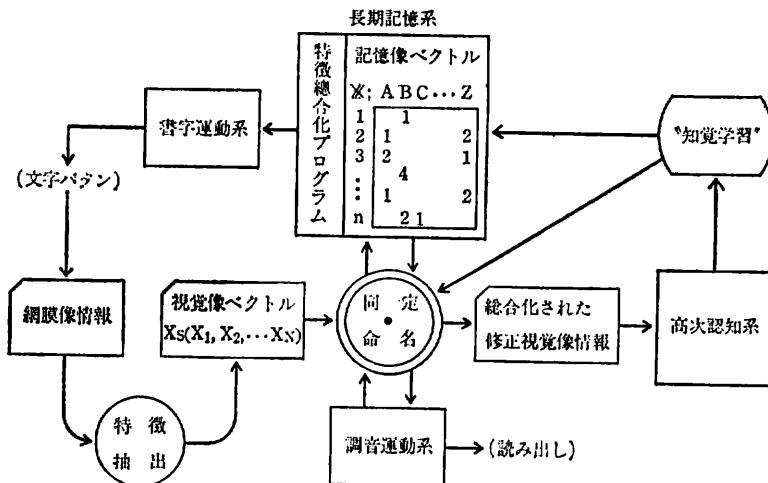 長期記憶系
特徴總合化プログラム
記憶像ベクトル
X; A B C … Z
1 1
2 1 2
3 2 1
⋮ 4
1 2
n 2 1
書字運動系
(文字パタン)
網膜像情報
特徴
抽出
視覚像ベクトル
XS(X1, X2, … XN)
同定
命名
総合化された
修正視覚像情報
高次認知系
“知覚学習”
調音運動系
(読み出し)